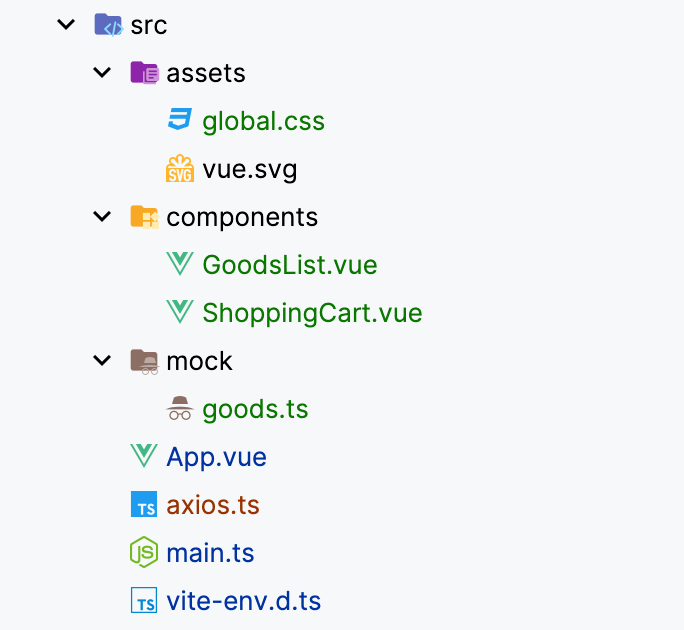 src
assets
global.css
SVG vue.svg
components
GoodsList.vue
ShoppingCart.vue
mock
goods.ts
App.vue
TS axios.ts
JS main.ts
TS vite-env.d.ts